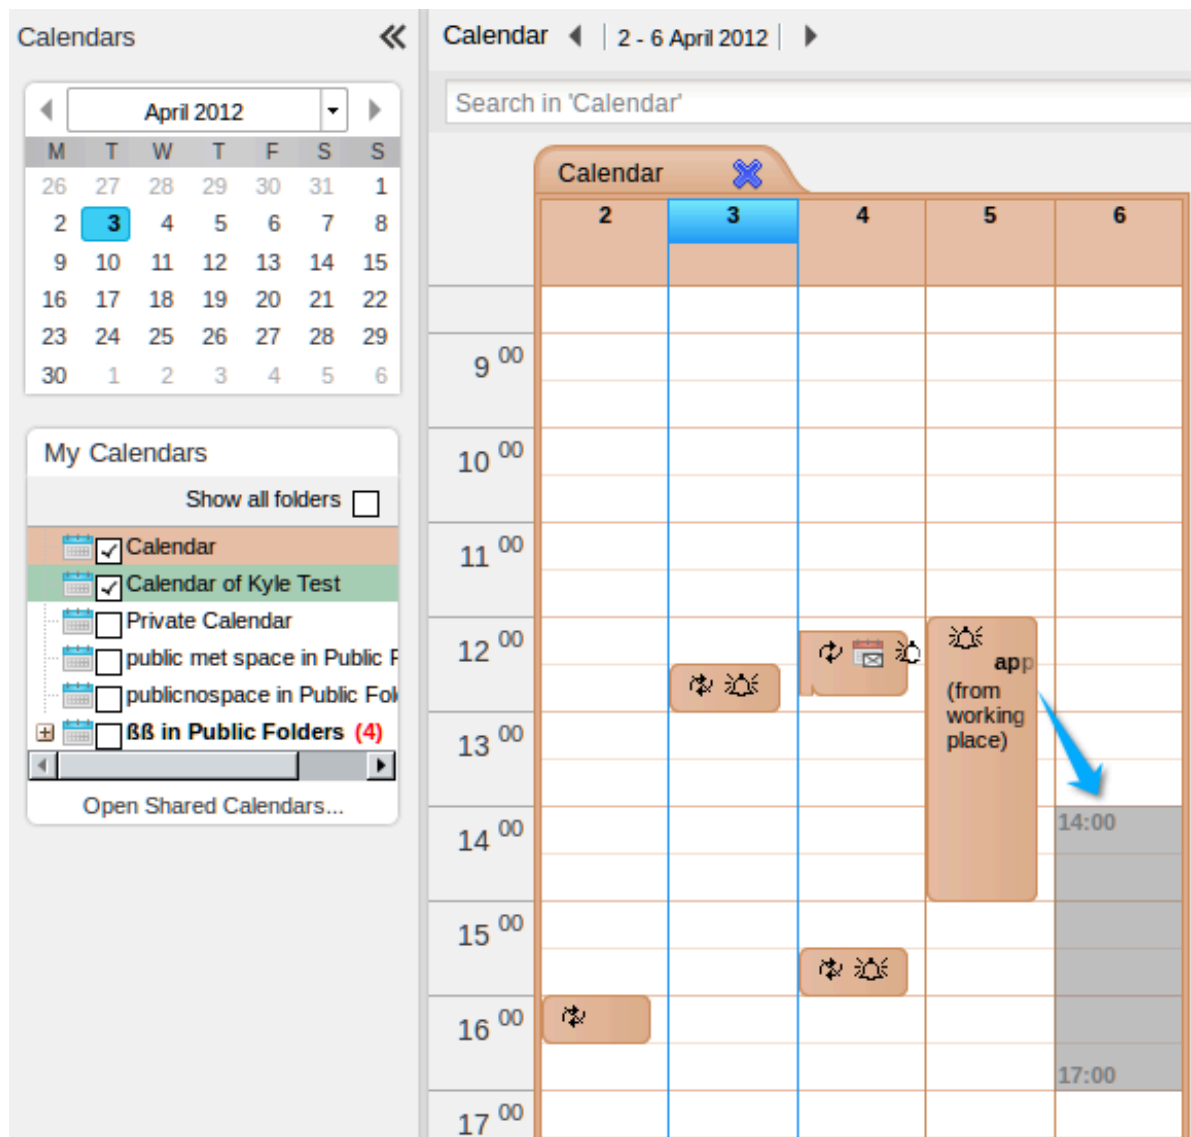 Calendars
April 2012
M T W T F S S
26 27 28 29 30 31 1
2 3 4 5 6 7 8
9 10 11 12 13 14 15
16 17 18 19 20 21 22
23 24 25 26 27 28 29
30 1 2 3 4 5 6
My Calendars
Show all folders
Calendar
Calendar of Kyle Test
Private Calendar
public met space in Public F
publicnospace in Public Fol
ßß in Public Folders (4)
Open Shared Calendars...
Calendar 2 - 6 April 2012
Search in 'Calendar'
Calendar
2 3 4 5 6
9 00
10 00
11 00
12 00
app
(from
working
place)
13 00
14 00
14:00
15 00
16 00
17:00
17 00